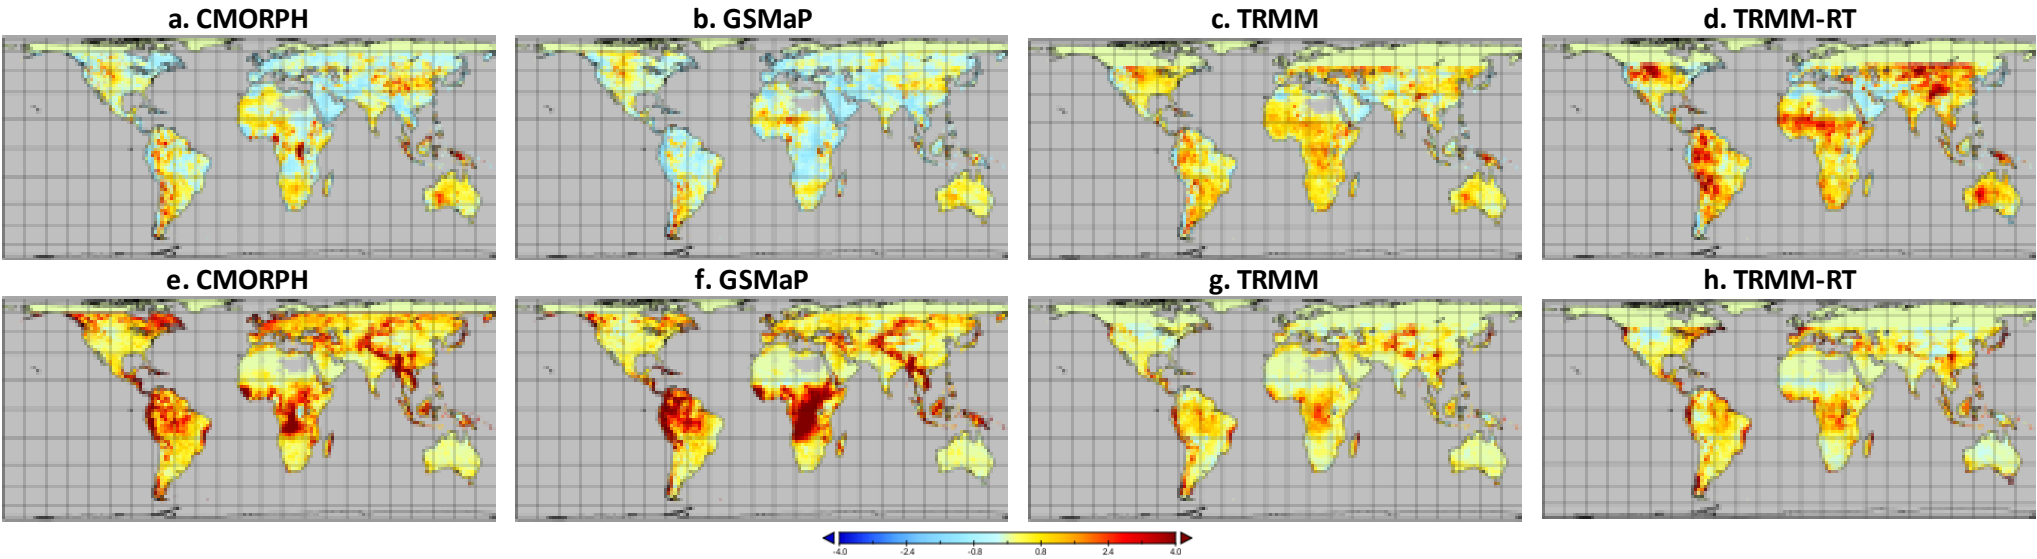 a. CMORPH
b. GSMaP
c. TRMM
d. TRMM-RT
e. CMORPH
f. GSMaP
g. TRMM
h. TRMM-RT
-4.0 -2.4 -0.8 0.8 2.4 4.0